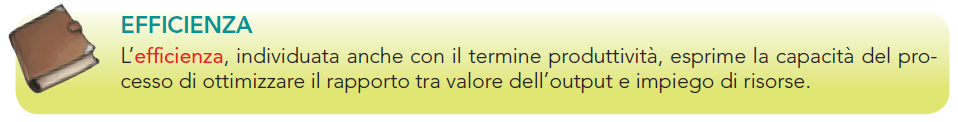 EFFICIENZA
L'efficienza, individuata anche con il termine produttività, esprime la capacità del pro-
cesso di ottimizzare il rapporto tra valore dell'output e impiego di risorse.